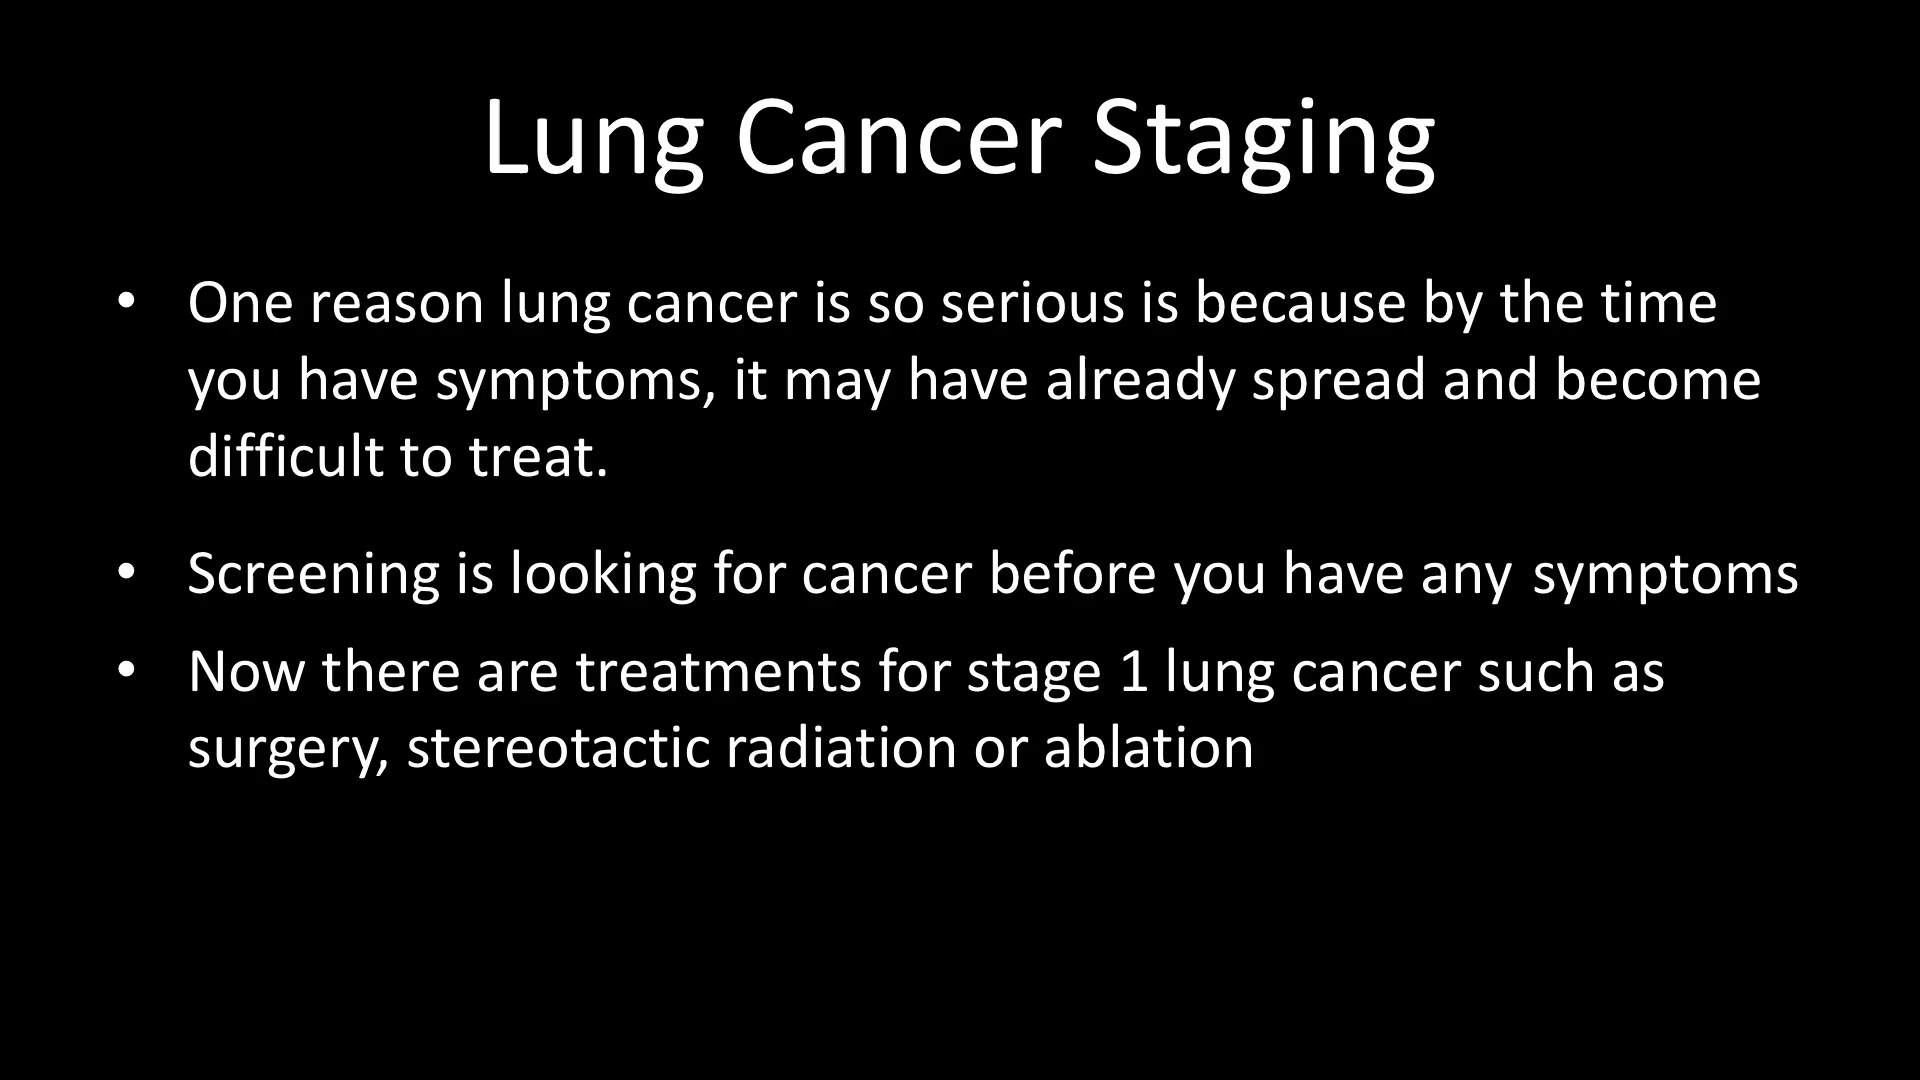 Lung Cancer Staging
• One reason lung cancer is so serious is because by the time
you have symptoms, it may have already spread and become
difficult to treat.
• Screening is looking for cancer before you have any symptoms
• Now there are treatments for stage 1 lung cancer such as
surgery, stereotactic radiation or ablation